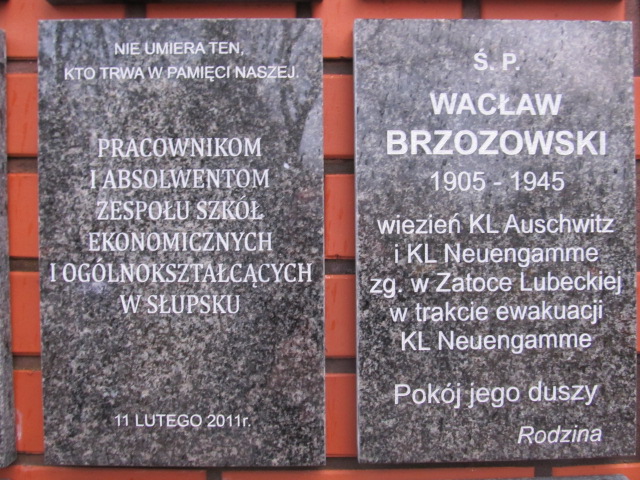 NIE UMIERA TEN,
KTO TRWA W PAMIĘCI NASZEJ.
PRACOWNIKOM
I ABSOLWENTOM
ZESPOŁU SZKÓŁ
EKONOMICZNYCH
I OGÓLNOKSZTAŁCĄCYCH
W SŁUPSKU
11 LUTEGO 2011r.
Ś. P.
WACŁAW
BRZOZOWSKI
1905 - 1945
wiezień KL Auschwitz
i KL Neuengamme
zg. w Zatoce Lubeckiej
w trakcie ewakuacji
KL Neuengamme
Pokój jego duszy
Rodzina